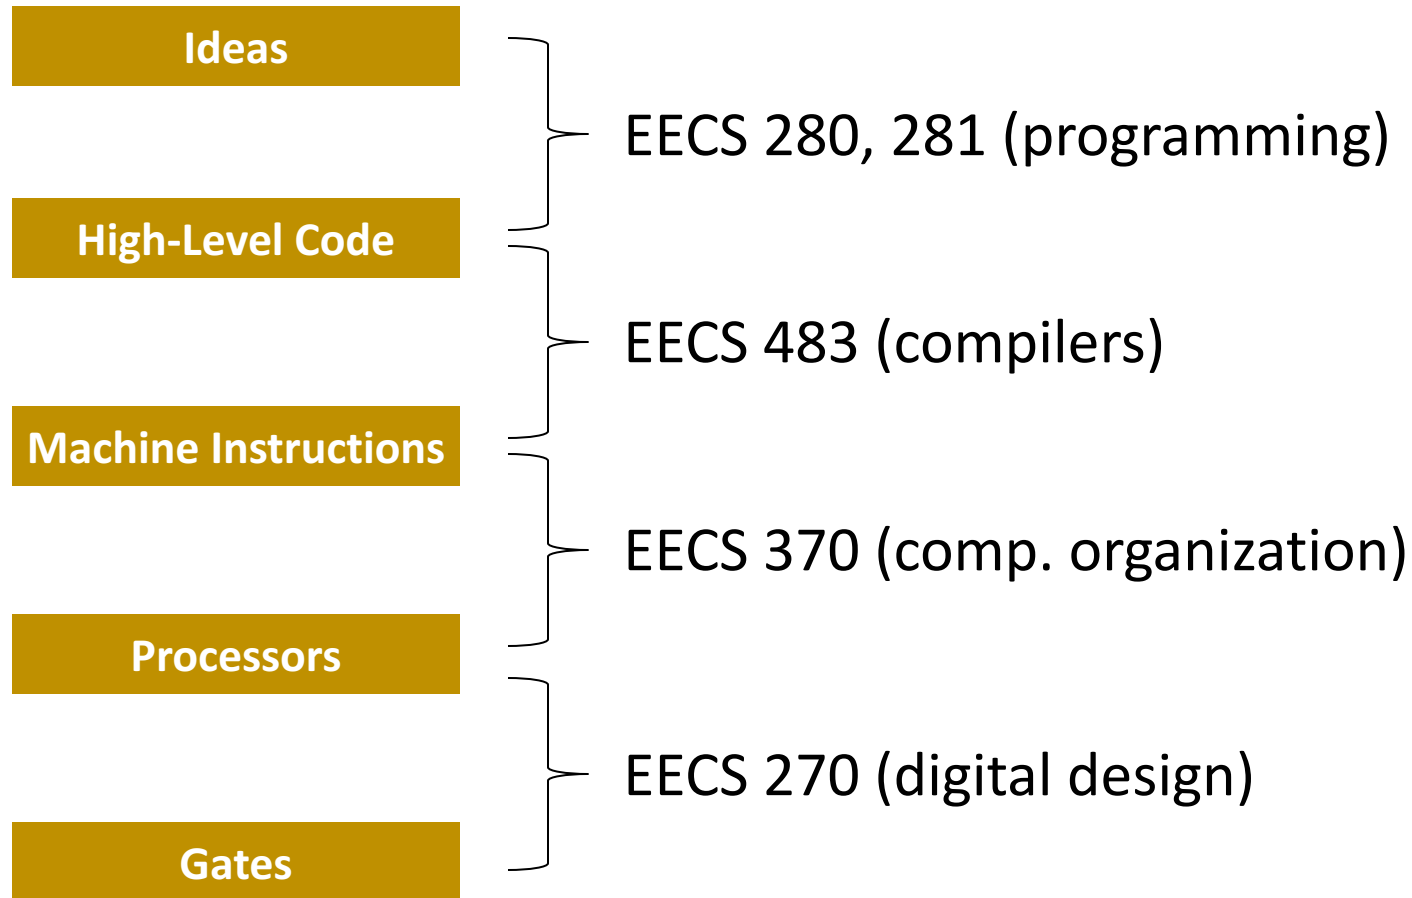 Ideas
EECS 280, 281 (programming)
High-Level Code
EECS 483 (compilers)
Machine Instructions
EECS 370 (comp. organization)
Processors
EECS 270 (digital design)
Gates